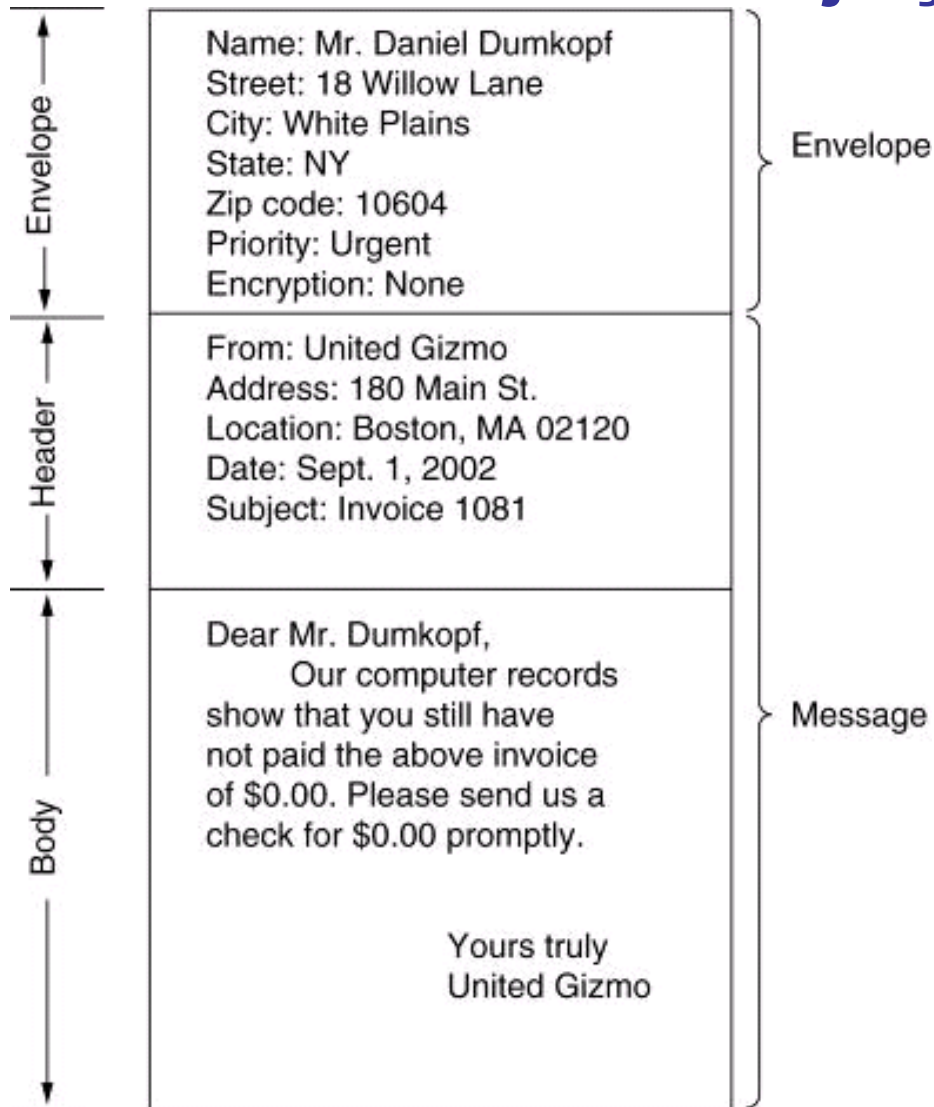 Envelope
Name: Mr. Daniel Dumkopf
Street: 18 Willow Lane
City: White Plains
State: NY
Zip code: 10604
Priority: Urgent
Encryption: None
Envelope
Header
From: United Gizmo
Address: 180 Main St.
Location: Boston, MA 02120
Date: Sept. 1, 2002
Subject: Invoice 1081
Body
Dear Mr. Dumkopf,
Our computer records
show that you still have
not paid the above invoice
of $0.00. Please send us a
check for $0.00 promptly.
Yours truly
United Gizmo
Message